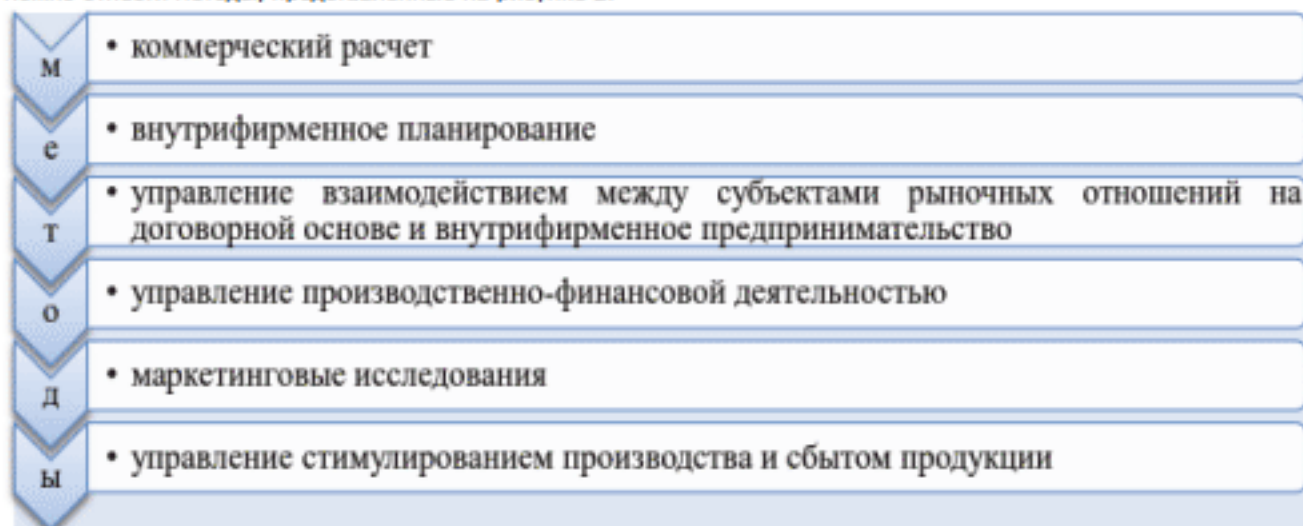 м
• коммерческий расчет
е
• внутрифирменное планирование
т
• управление взаимодействием между субъектами рыночных отношений на
договорной основе и внутрифирменное предпринимательство
о
• управление производственно-финансовой деятельностью
д
• маркетинговые исследования
ы
• управление стимулированием производства и сбытом продукции